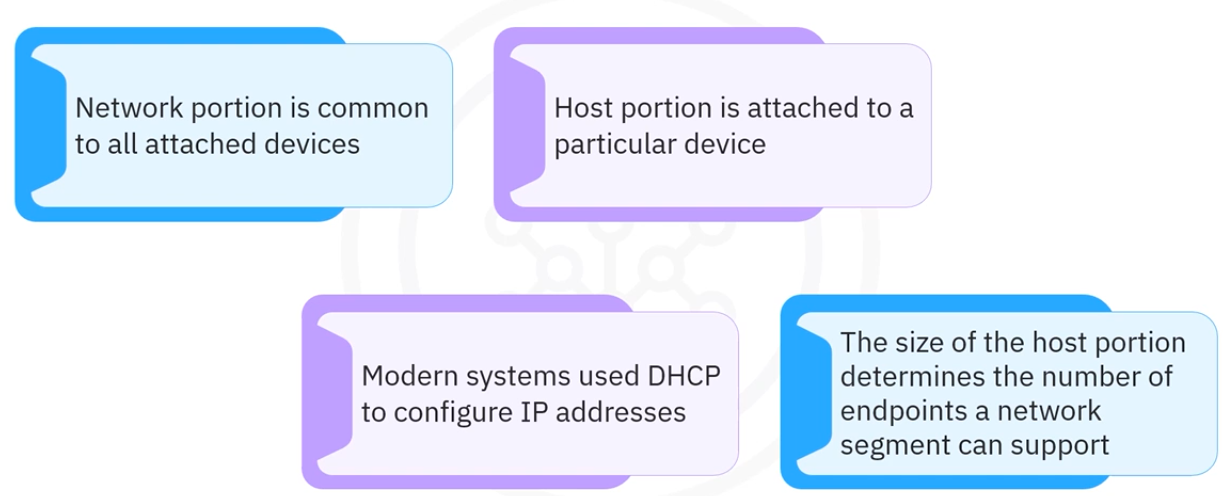 Network portion is common
to all attached devices
Host portion is attached to a
particular device
Modern systems used DHCP
to configure IP addresses
The size of the host portion
determines the number of
endpoints a network
segment can support